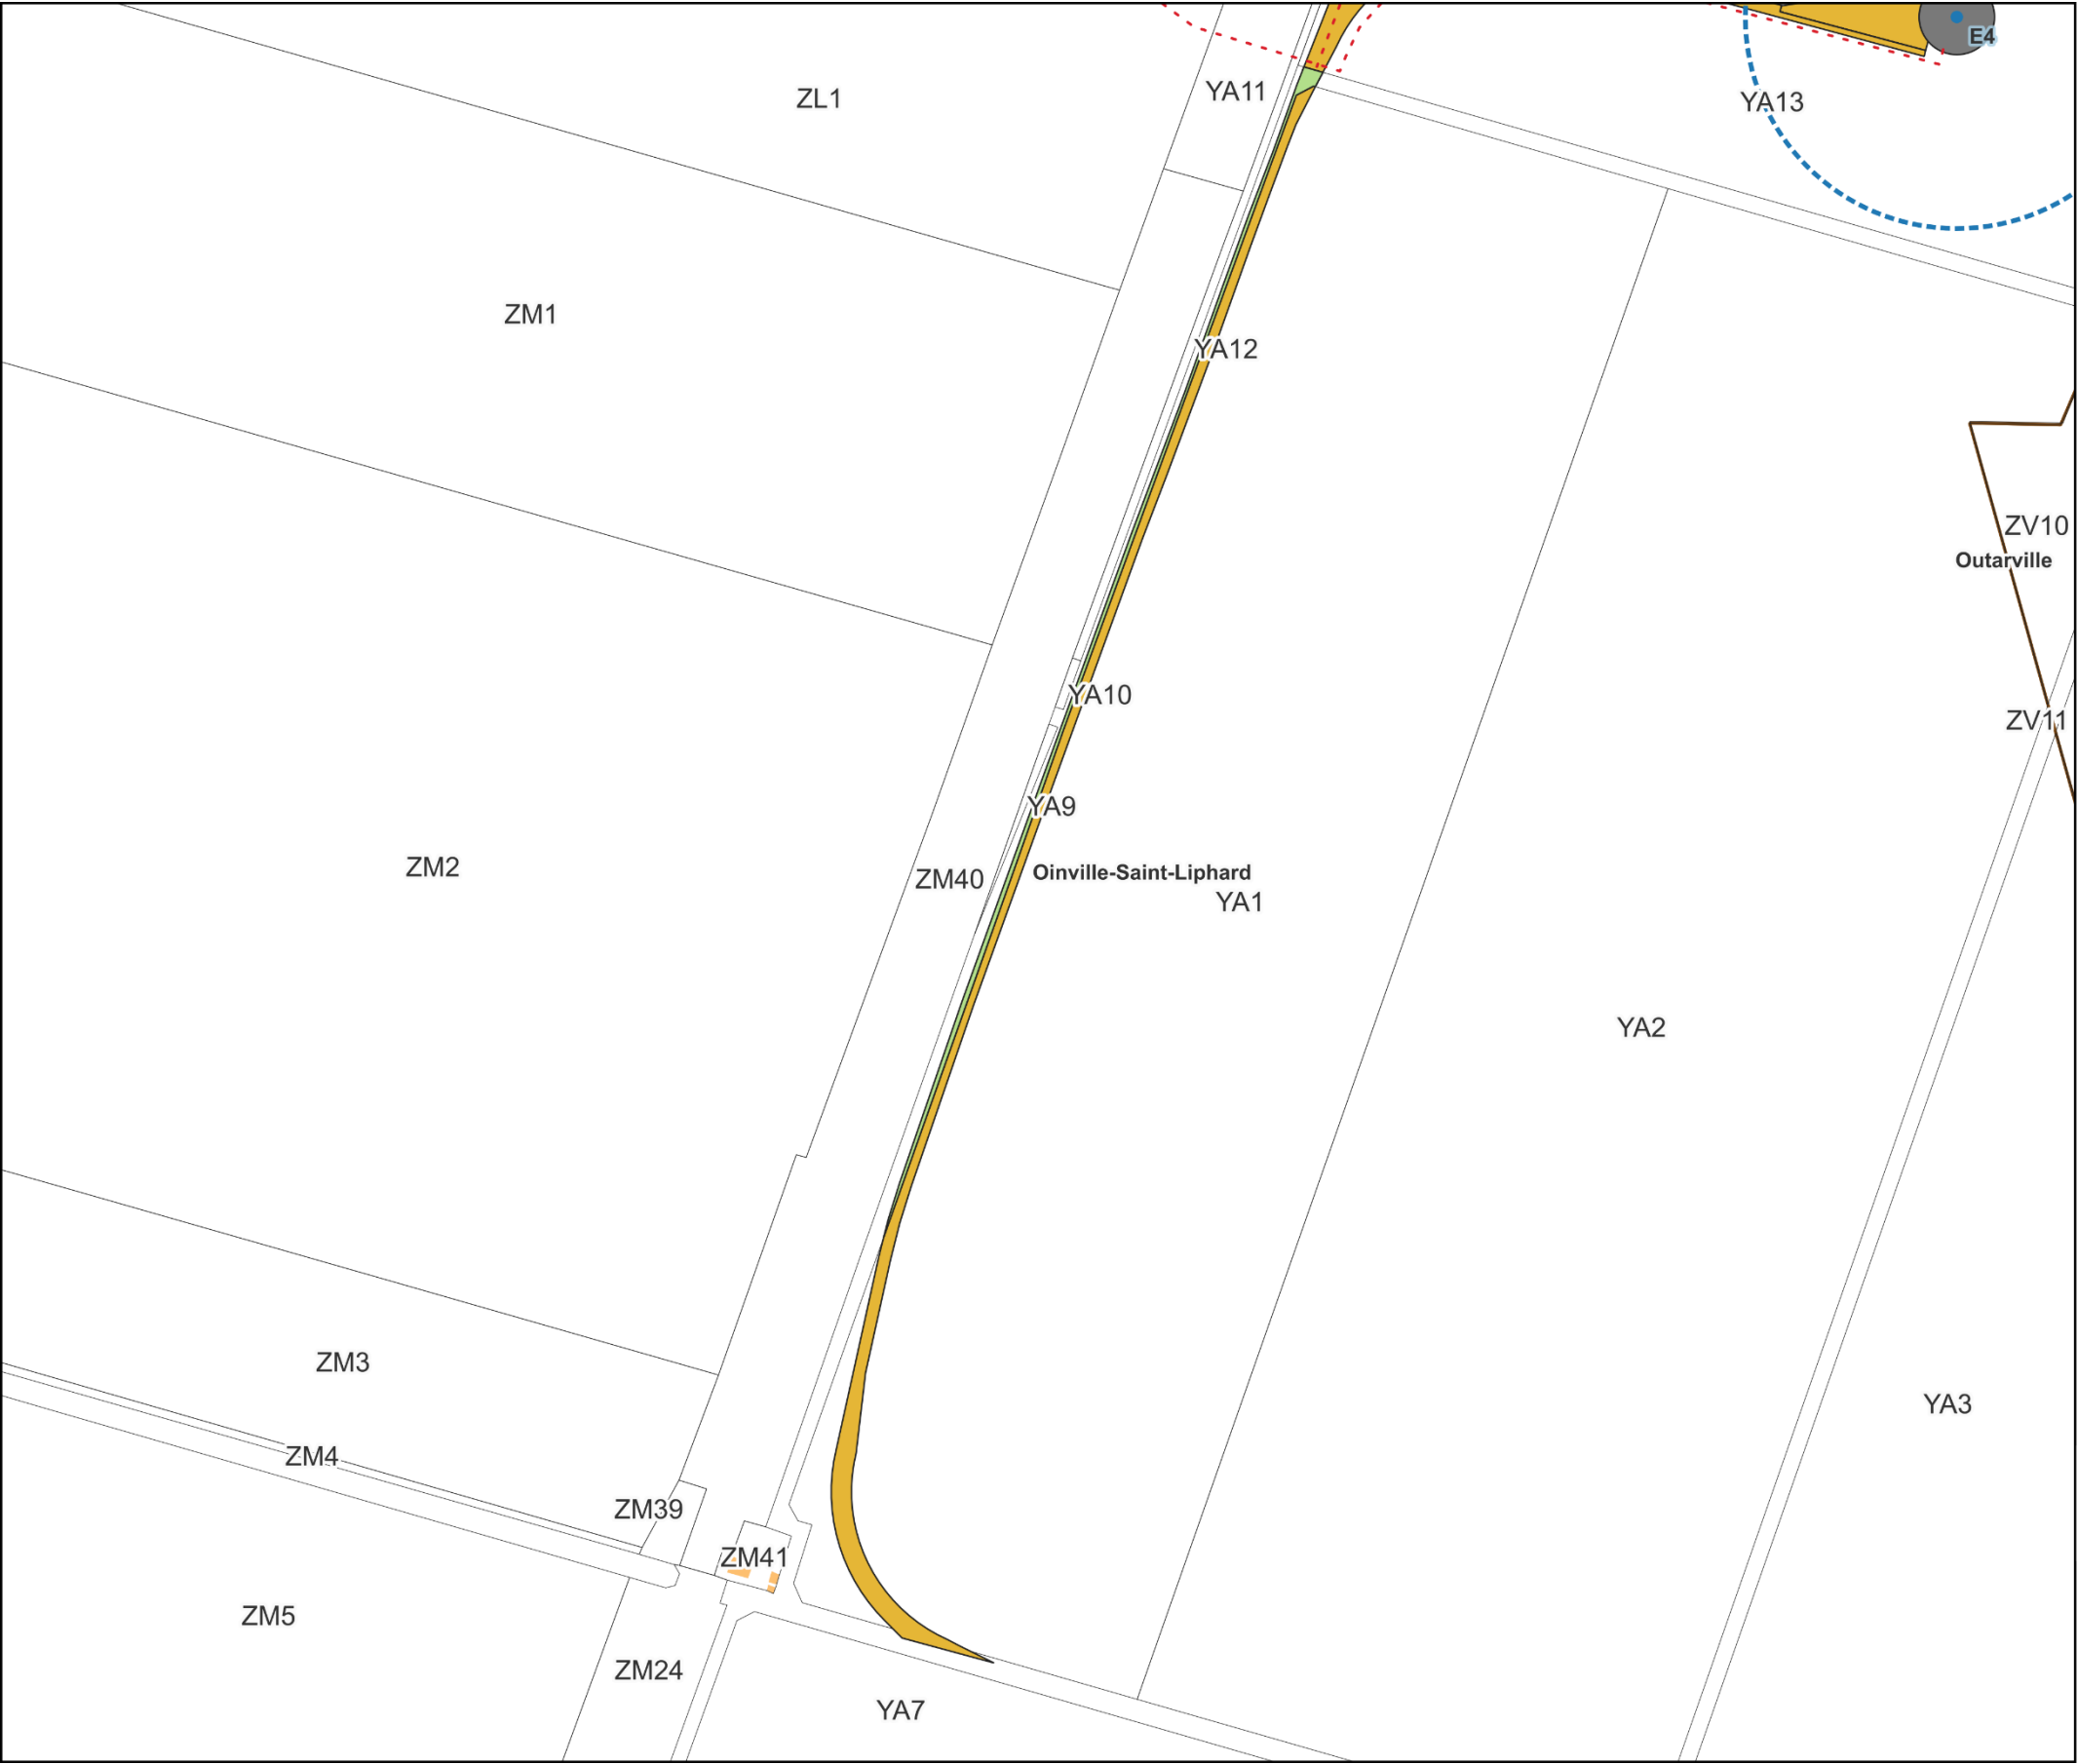 E4
ZL1
YA11
YA13
ZM1
YA12
ZV10
Outarville
YA10
ZV11
YA9
ZM2
ZM40
Oinville-Saint-Liphard
YA1
YA2
ZM3
YA3
ZM4
ZM39
ZM41
ZM5
ZM24
YA7